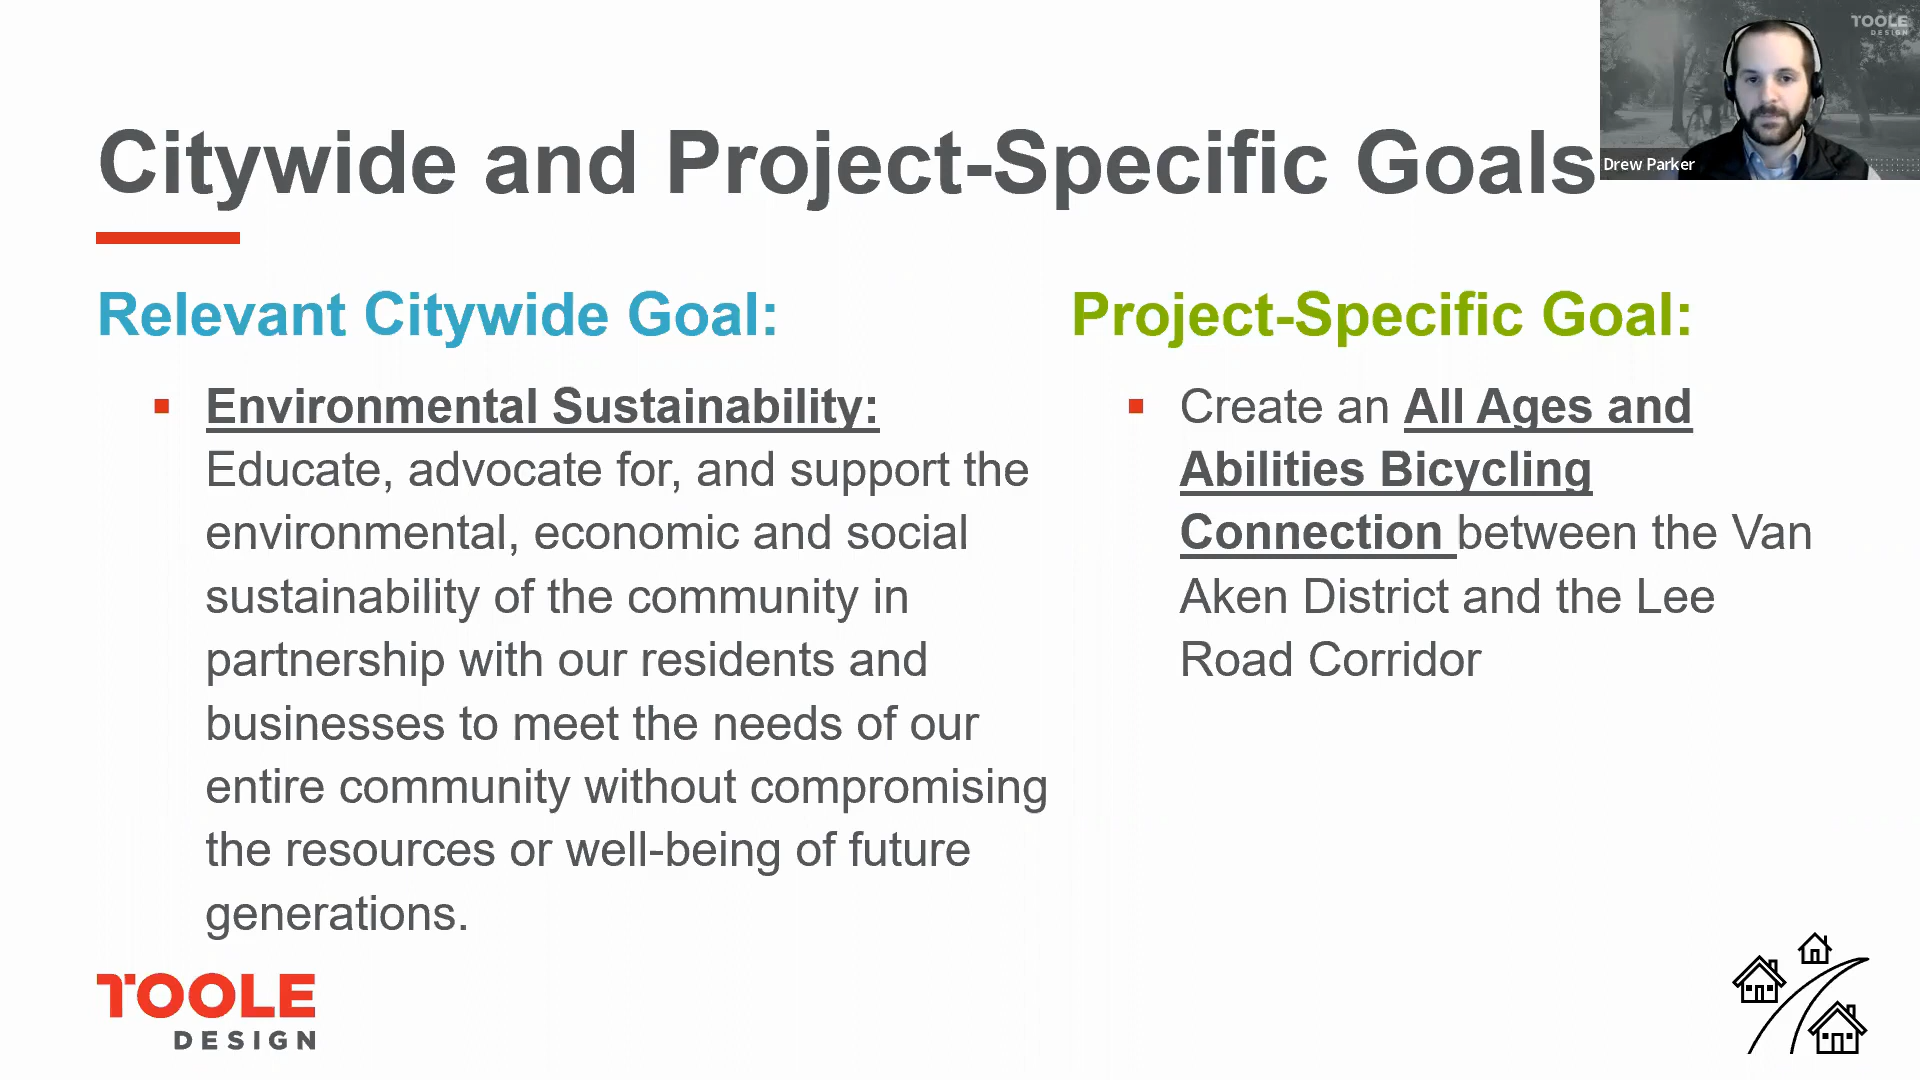 TOOLE
DESIGN
Drew Parker
Citywide and Project-Specific Goals
Relevant Citywide Goal:
Environmental Sustainability:
Educate, advocate for, and support the
environmental, economic and social
sustainability of the community in
partnership with our residents and
businesses to meet the needs of our
entire community without compromising
the resources or well-being of future
generations.
Project-Specific Goal:
Create an All Ages and
Abilities Bicycling
Connection between the Van
Aken District and the Lee
Road Corridor
TOOLE
DESIGN